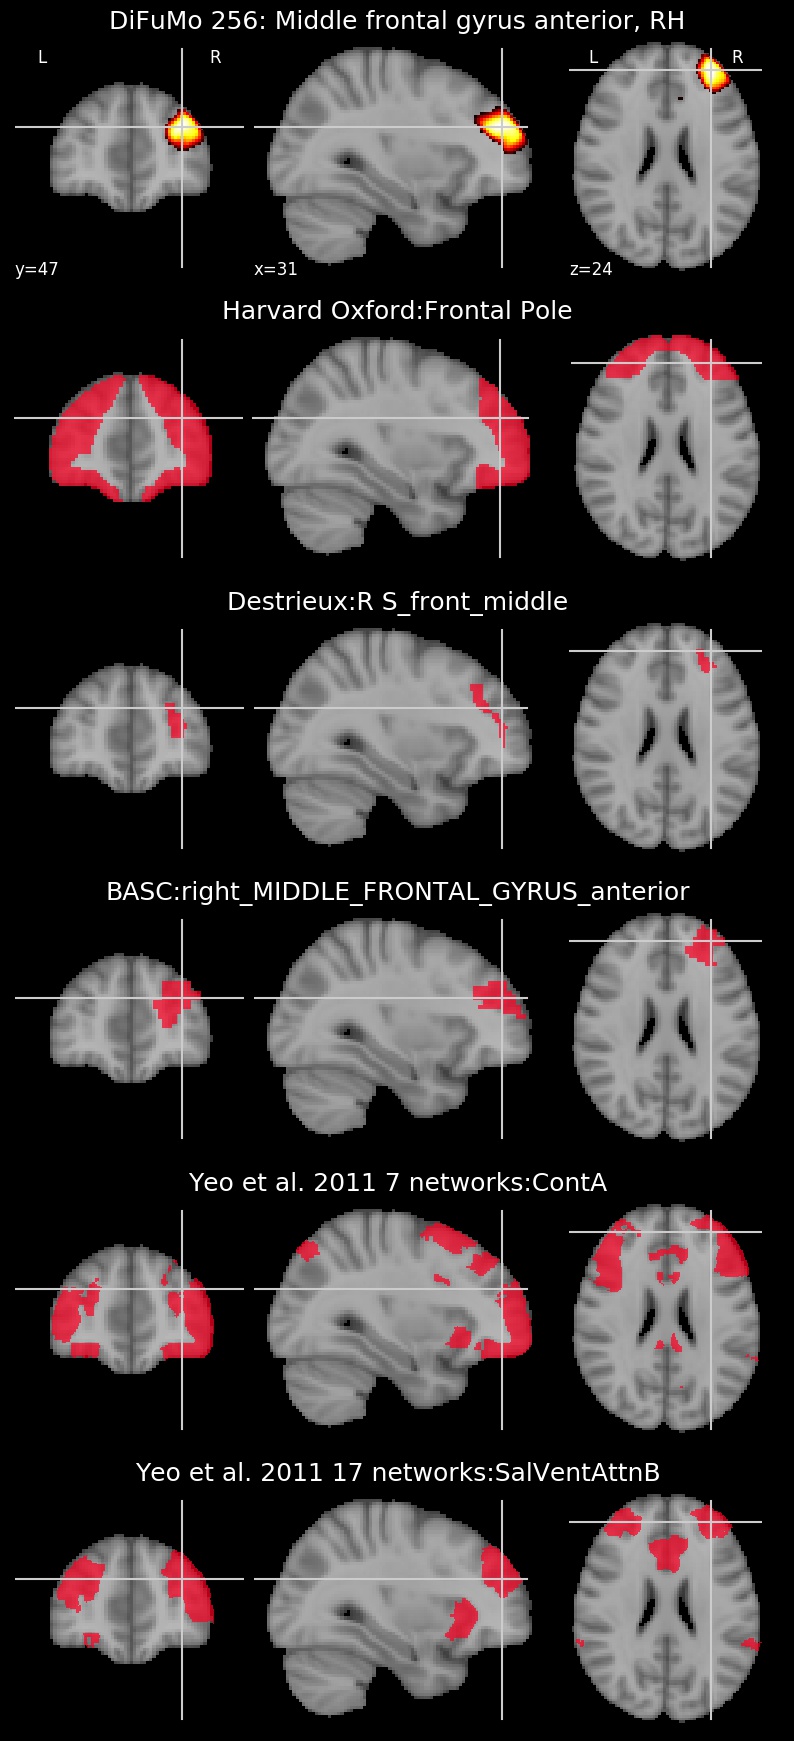 DiFuMo 256: Middle frontal gyrus anterior, RH
L R L R
y=47 x=31 z=24
Harvard Oxford:Frontal Pole
Destrieux:R S_front_middle
BASC:right_MIDDLE_FRONTAL_GYRUS_anterior
Yeo et al. 2011 7 networks:ContA
Yeo et al. 2011 17 networks:SalVentAttnB